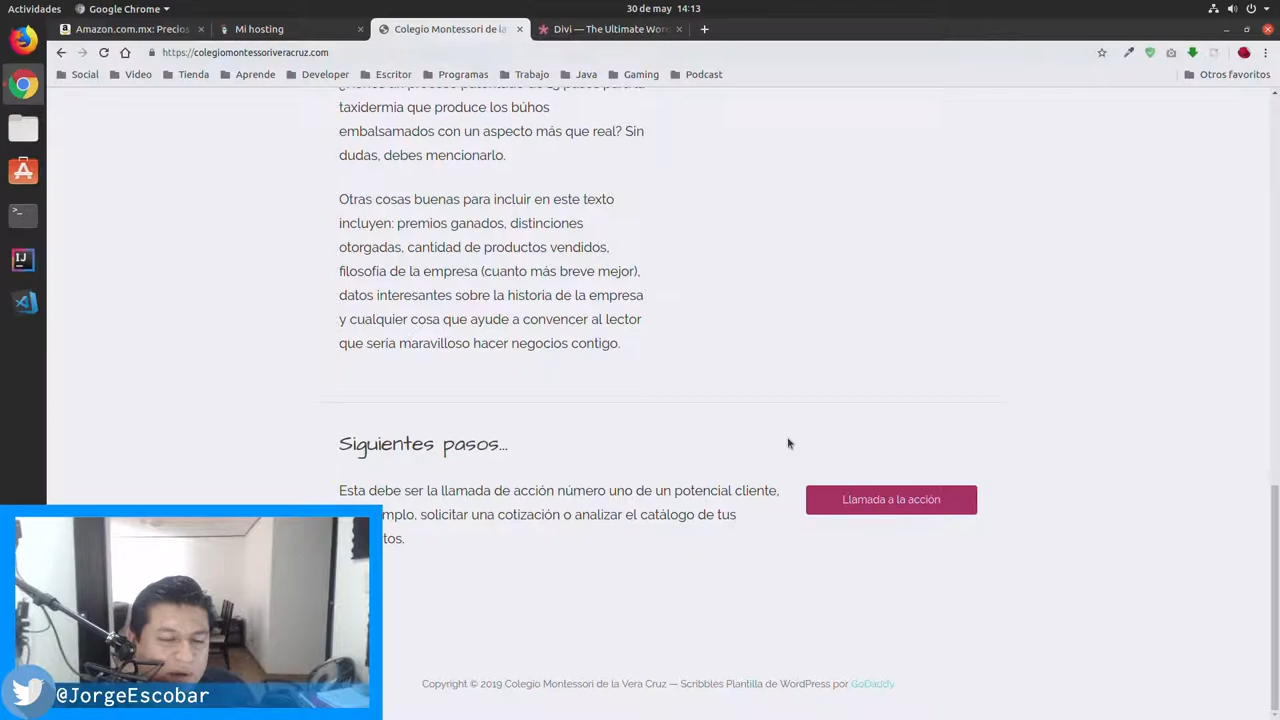 Actividades
Google Chrome
30 de may 14:13
Amazon.com.mx: Precios
Mi hosting
Colegio Montessori de la
Divi — The Ultimate Wor
https://colegiomontessoriveracruz.com
Social
Video
Tienda
Aprende
Developer
Escritor
Programas
Trabajo
Java
Gaming
Podcast
Otros favoritos
taxidermia que produce los búhos
embalsamados con un aspecto más que real? Sin
dudas, debes mencionarlo.
Otras cosas buenas para incluir en este texto
incluyen: premios ganados, distinciones
otorgadas, cantidad de productos vendidos,
filosofía de la empresa (cuanto más breve mejor),
datos interesantes sobre la historia de la empresa
y cualquier cosa que ayude a convencer al lector
que sería maravilloso hacer negocios contigo.
Siguientes pasos...
Esta debe ser la llamada de acción número uno de un potencial cliente,
solicitar una cotización o analizar el catálogo de tus
Llamada a la acción
@JorgeEscobar
Copyright © 2019 Colegio Montessori de la Vera Cruz — Scribbles Plantilla de WordPress por GoDaddy